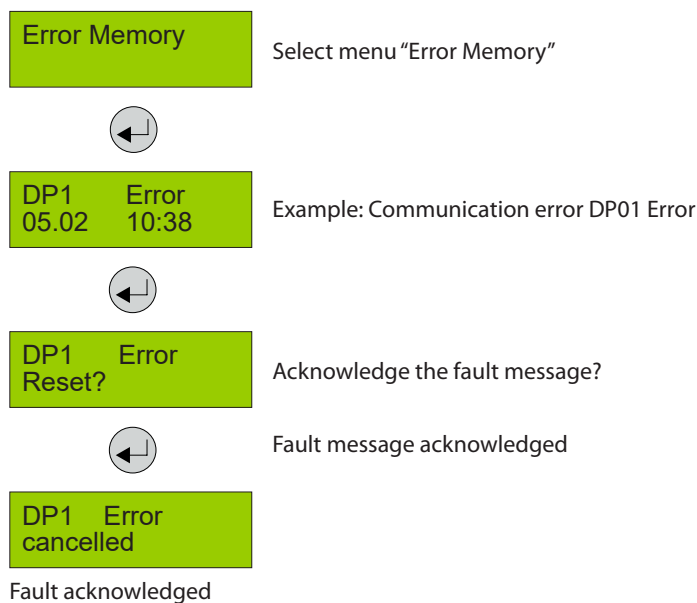 Error Memory
Select menu “Error Memory”
DP1 Error
05.02 10:38
Example: Communication error DP01 Error
DP1 Error
Reset?
Acknowledge the fault message?
Fault message acknowledged
DP1 Error
cancelled
Fault acknowledged